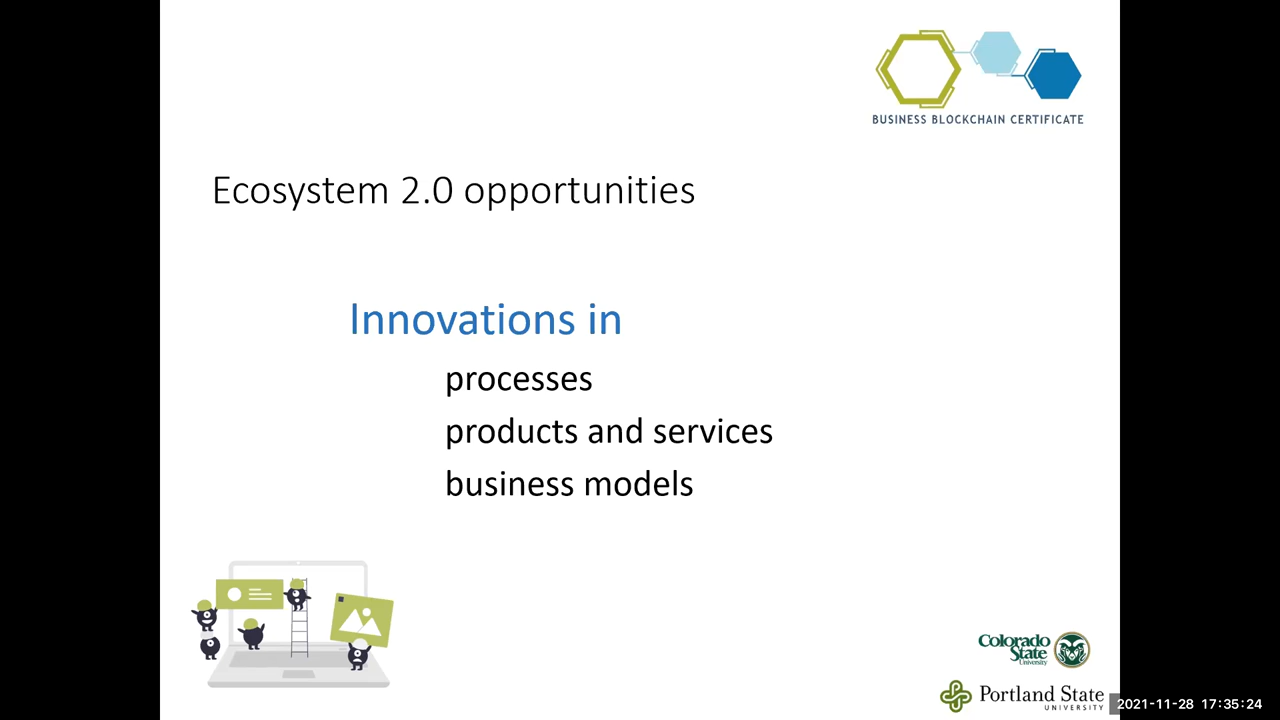 BUSINESS BLOCKCHAIN CERTIFICATE
Ecosystem 2.0 opportunities
Innovations in
processes
products and services
business models
Colorado
State
University
Portland State
UNIVERSITY
2021-11-28 17:35:24